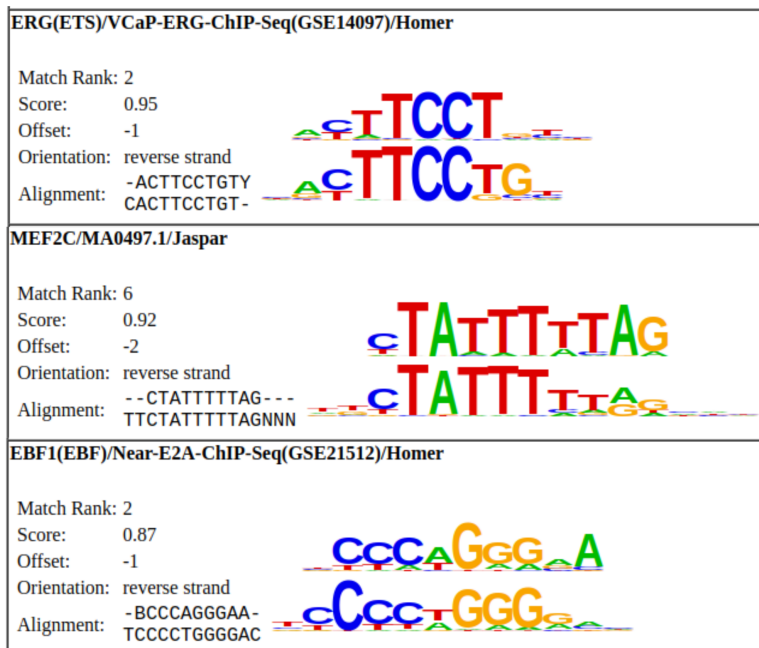 ERG(ETS)/VCaP-ERG-ChIP-Seq(GSE14097)/Homer
Match Rank: 2
Score: 0.95
Offset: -1
Orientation: reverse strand
Alignment: -ACTTCCTGTY
CACTTCCTGT-
MEF2C/MA0497.1/Jaspar
Match Rank: 6
Score: 0.92
Offset: -2
Orientation: reverse strand
Alignment: --CTATTTTTAG---
TTCTATTTTTAGNNN
EBF1(EBF)/Near-E2A-ChIP-Seq(GSE21512)/Homer
Match Rank: 2
Score: 0.87
Offset: -1
Orientation: reverse strand
Alignment: -BCCCAGGGAA-
TCCCCTGGGGAC